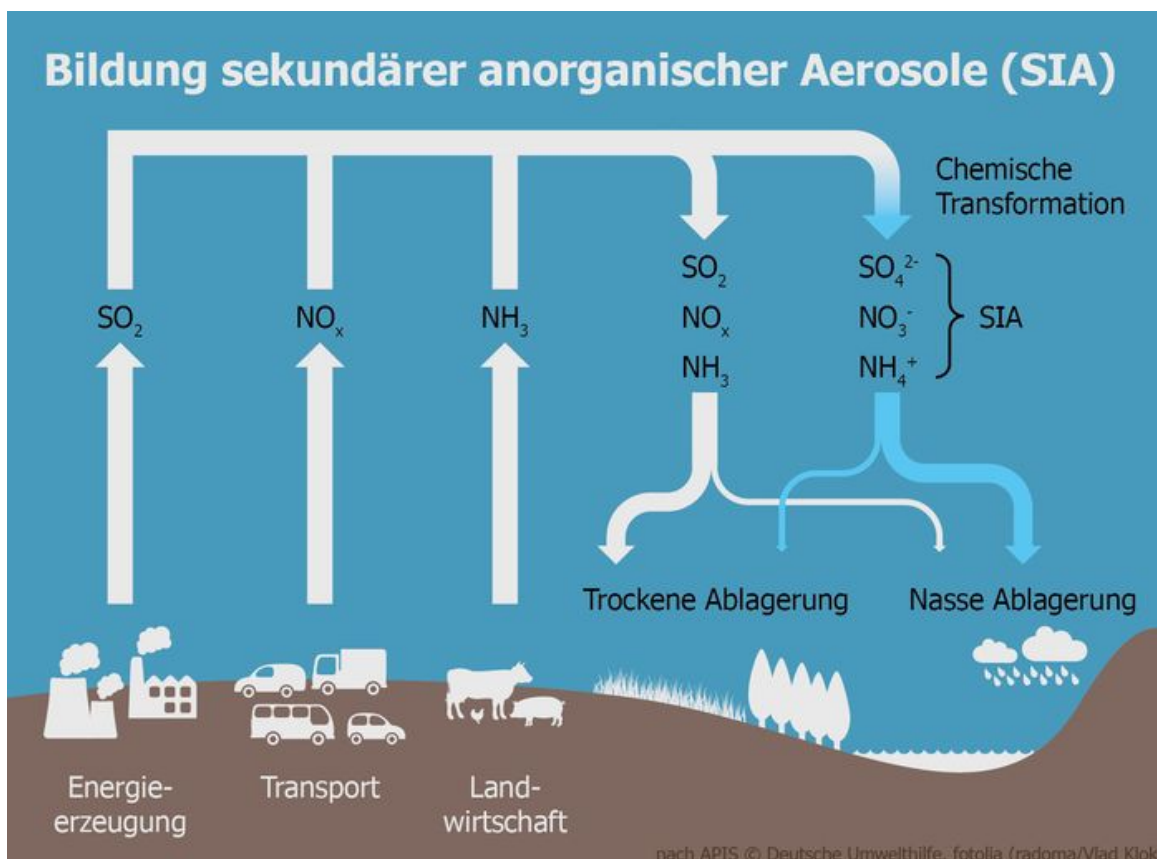 Bildung sekundärer anorganischer Aerosole (SIA)
Chemische
Transformation
SO₂
NOₓ
NH₃
SO₂
NOₓ
NH₃
SO₄²⁻
NO₃⁻
NH₄⁺
SIA
Trockene Ablagerung
Nasse Ablagerung
Energie-
erzeugung
Transport
Land-
wirtschaft
nach APIS © Deutsche Umwelthilfe, fotolia (radoma/Vlad Klok